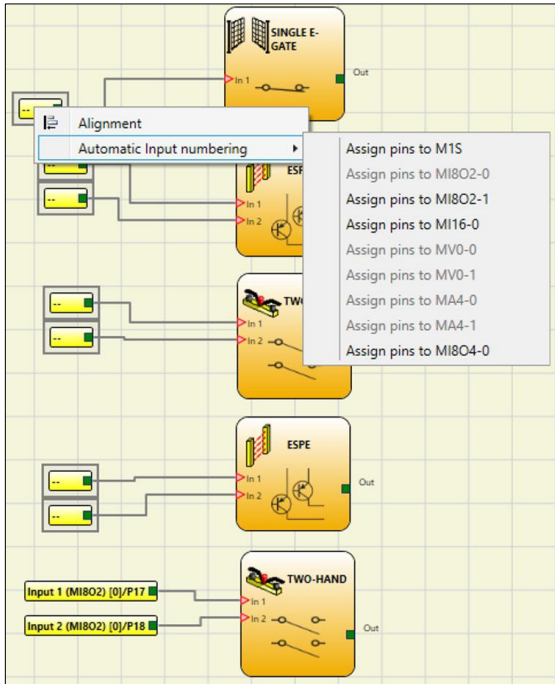 SINGLE E-
GATE
In 1
Out
--
Alignment
Automatic Input numbering
Assign pins to M1S
Assign pins to MI8O2-0
Assign pins to MI8O2-1
Assign pins to MI16-0
Assign pins to MV0-0
Assign pins to MV0-1
Assign pins to MA4-0
Assign pins to MA4-1
Assign pins to MI8O4-0
--
In 1
In 2
--
--
In 1
In 2
ESPE
--
--
In 1
In 2
Out
TWO-HAND
Input 1 (MI8O2) [0]/P17
Input 2 (MI8O2) [0]/P18
In 1
In 2
Out